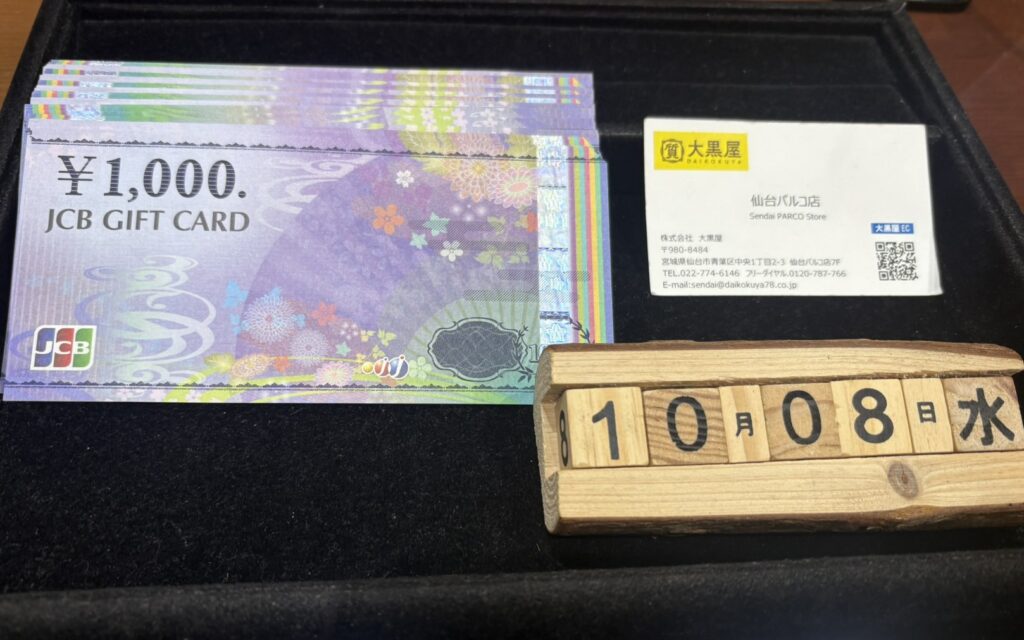 ¥1,000.
JCB GIFT CARD
JCB
質 大黒屋
DAIKOKUYA
仙台パルコ店
Sendai PARCO Store
大黒屋 EC
株式会社 大黒屋
〒980-8484
宮城県仙台市青葉区中央1丁目2-3 仙台パルコ店7F
TEL.022-774-6146 フリーダイヤル.0120-787-766
E-mail:sendai@daikokuya78.co.jp
10月08日水